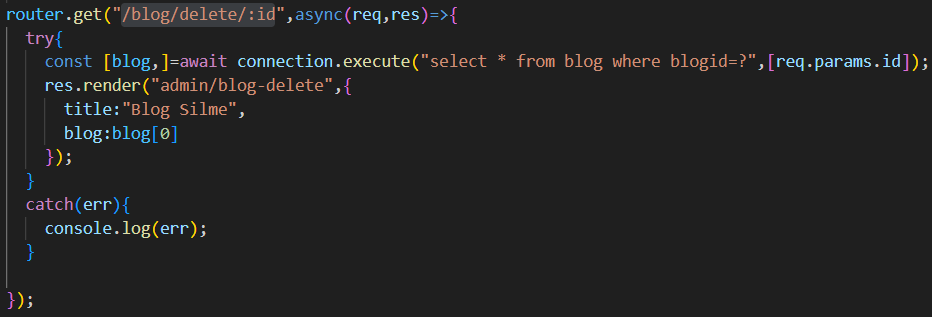 router.get("/blog/delete/:id",async(req,res)=>{
try{
const [blog,]=await connection.execute("select * from blog where blogid=?",[req.params.id]);
res.render("admin/blog-delete",{
title:"Blog Silme",
blog:blog[0]
});
}
catch(err){
console.log(err);
}
});